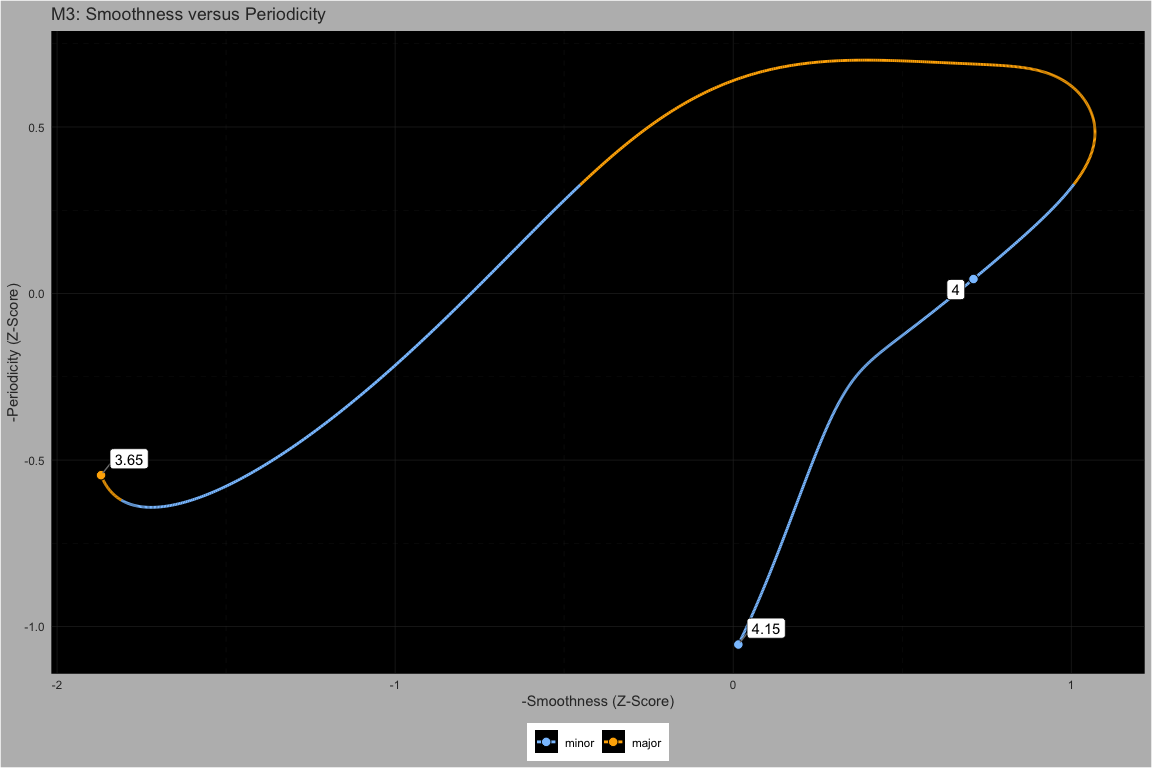 M3: Smoothness versus Periodicity
-Periodicity (Z-Score)
0.5
0.0
-0.5
-1.0
3.65
4
4.15
-2
-1
0
1
-Smoothness (Z-Score)
minor
major